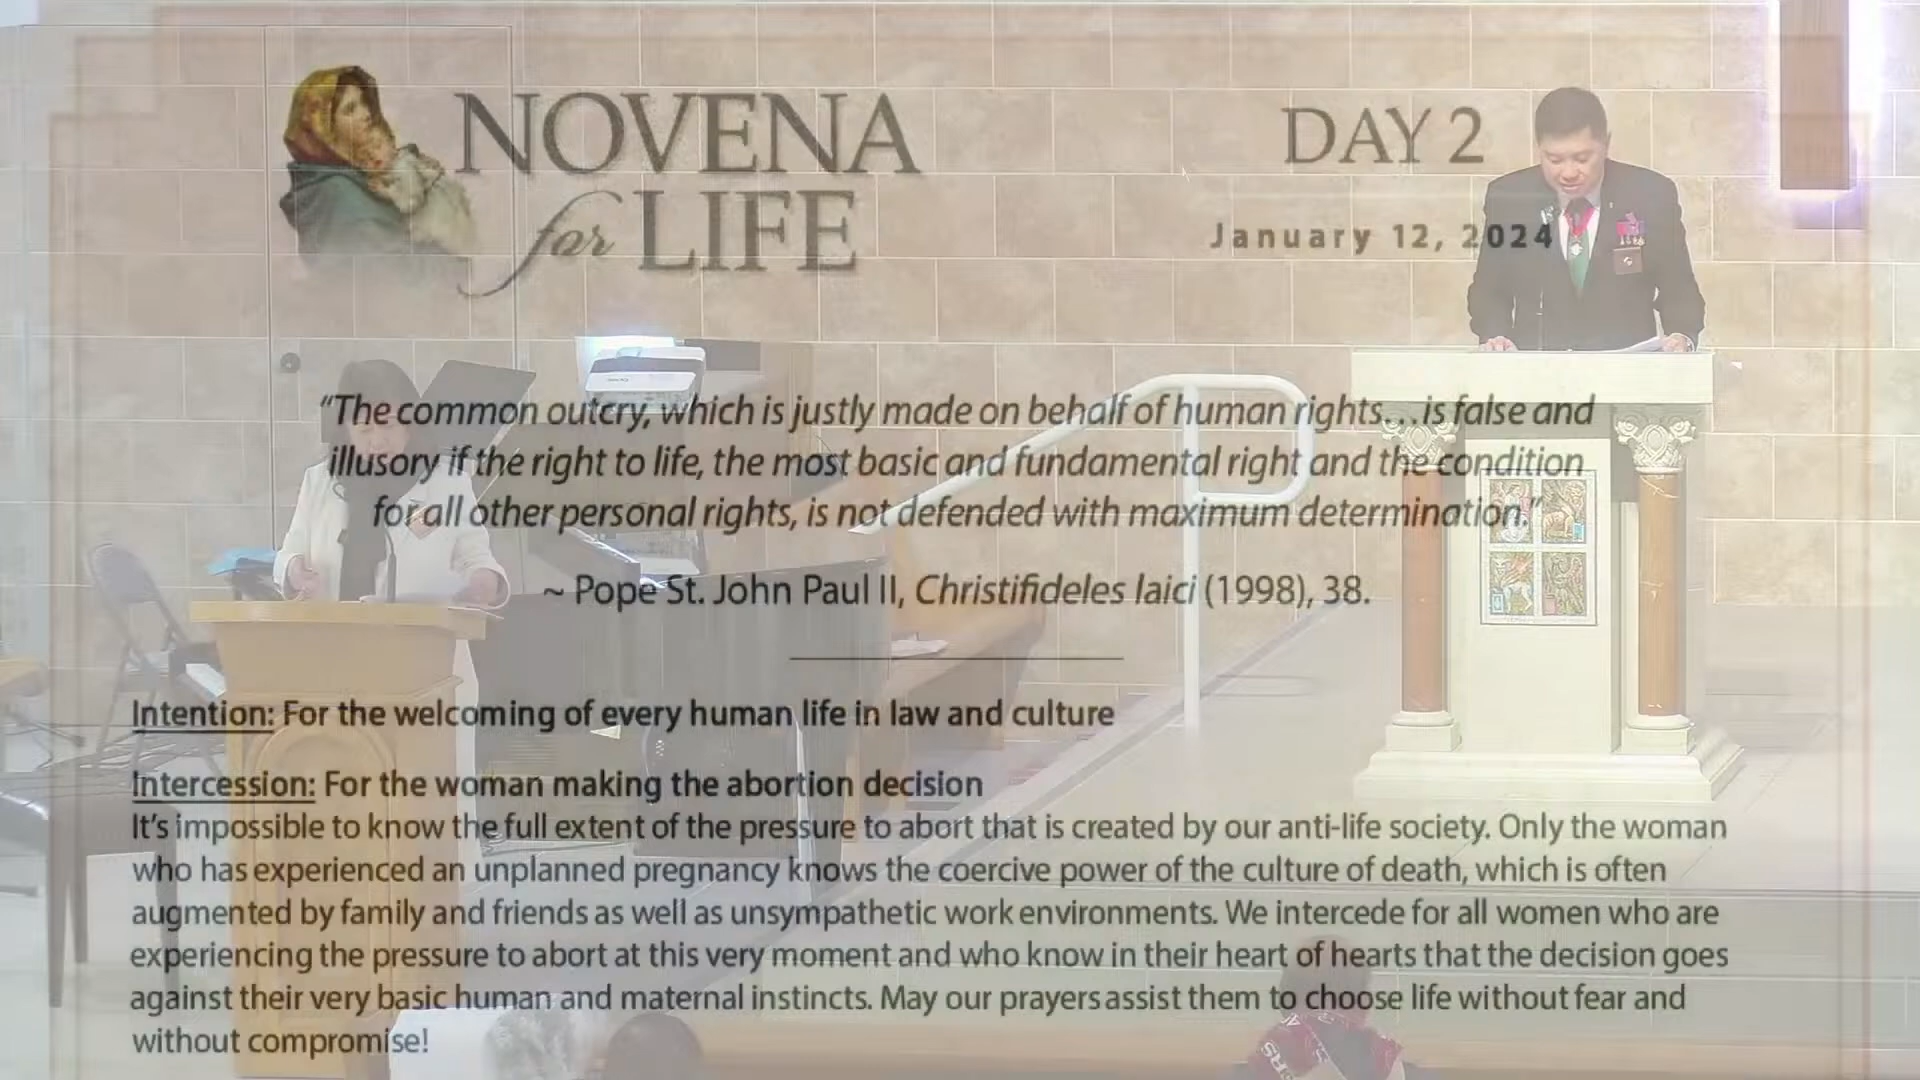 NOVENA
for LIFE
DAY 2
January 12, 2024
“The common outcry, which is justly made on behalf of human rights…is false and
illusory if the right to life, the most basic and fundamental right and the condition
for all other personal rights, is not defended with maximum determination.”
~ Pope St. John Paul II, Christifideles laici (1998), 38.
Intention: For the welcoming of every human life in law and culture
Intercession: For the woman making the abortion decision
It’s impossible to know the full extent of the pressure to abort that is created by our anti-life society. Only the woman
who has experienced an unplanned pregnancy knows the coercive power of the culture of death, which is often
augmented by family and friends as well as unsympathetic work environments. We intercede for all women who are
experiencing the pressure to abort at this very moment and who know in their heart of hearts that the decision goes
against their very basic human and maternal instincts. May our prayers assist them to choose life without fear and
without compromise!